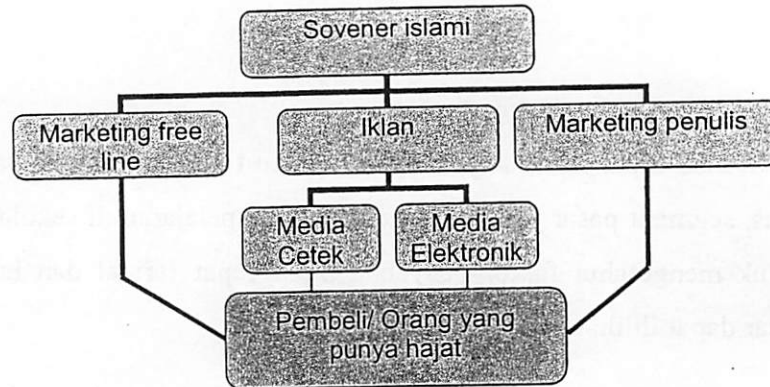 Sovener islami
Marketing free
line
Iklan
Marketing penulis
Media
Cetek
Media
Elektronik
Pembeli/ Orang yang
punya hajat